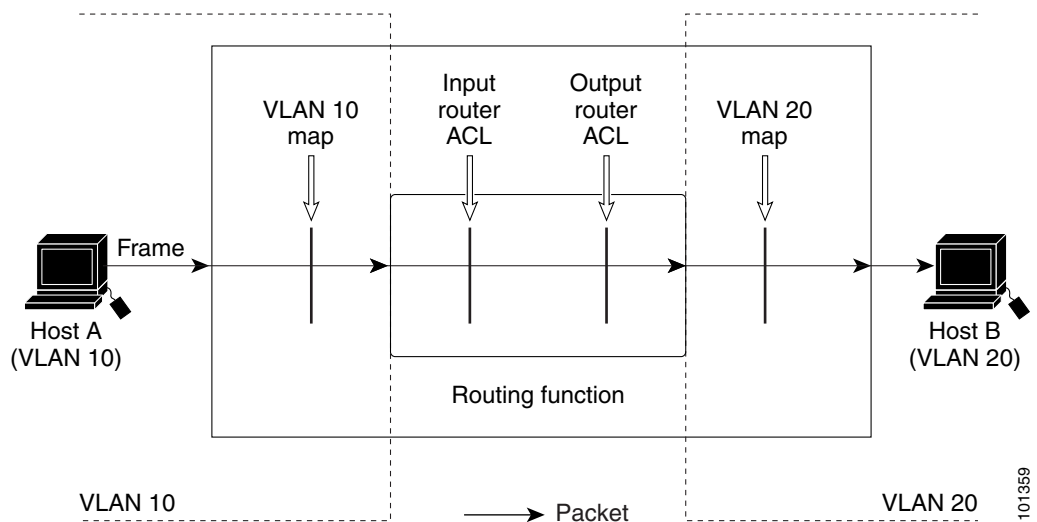 VLAN 10
map
Input
router
ACL
Output
router
ACL
VLAN 20
map
Frame
Host A
(VLAN 10)
Host B
(VLAN 20)
Routing function
VLAN 10
Packet
VLAN 20
101359